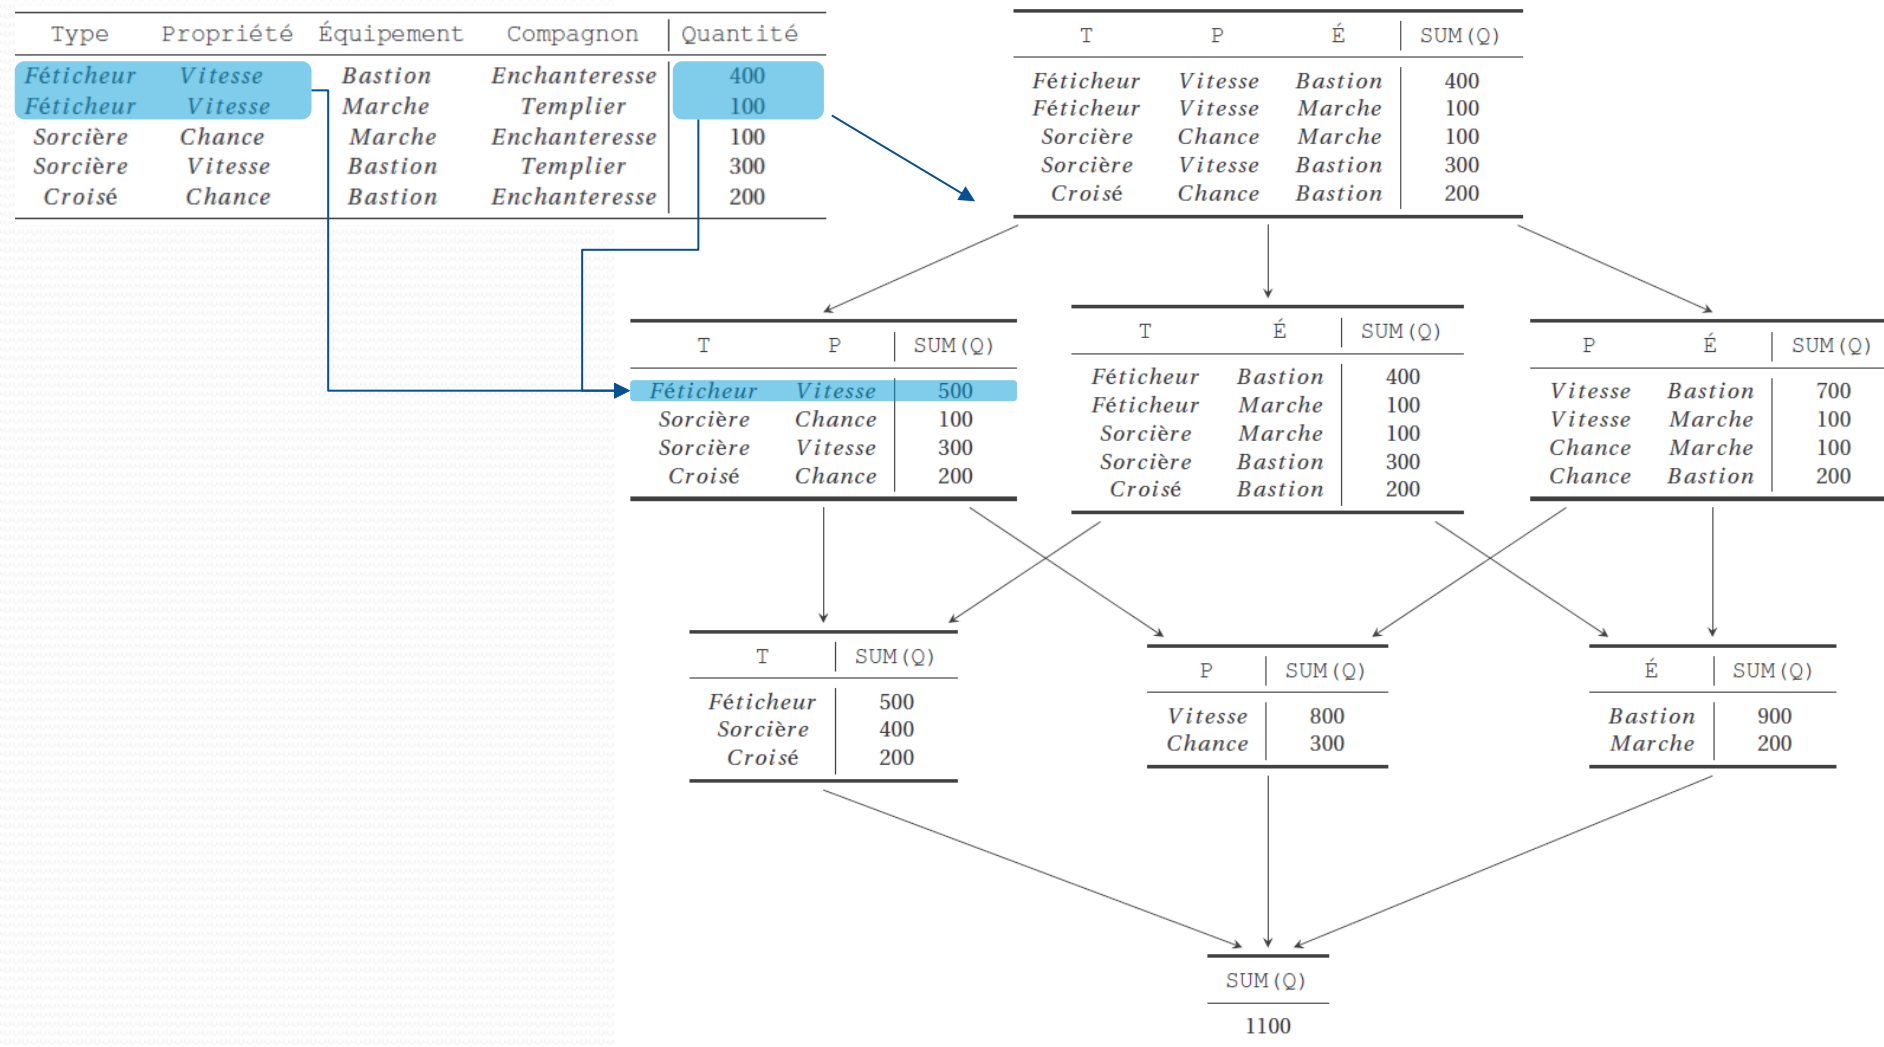 Type Propriété Équipement Compagnon Quantité
Féticheur Vitesse Bastion Enchanteresse 400
Féticheur Vitesse Marche Templier 100
Sorcière Chance Marche Enchanteresse 100
Sorcière Vitesse Bastion Templier 300
Croisé Chance Bastion Enchanteresse 200
T P É SUM(Q)
Féticheur Vitesse Bastion 400
Féticheur Vitesse Marche 100
Sorcière Chance Marche 100
Sorcière Vitesse Bastion 300
Croisé Chance Bastion 200
T P SUM(Q)
Féticheur Vitesse 500
Sorcière Chance 100
Sorcière Vitesse 300
Croisé Chance 200
T É SUM(Q)
Féticheur Bastion 400
Féticheur Marche 100
Sorcière Marche 100
Sorcière Bastion 300
Croisé Bastion 200
P É SUM(Q)
Vitesse Bastion 700
Vitesse Marche 100
Chance Marche 100
Chance Bastion 200
T SUM(Q)
Féticheur 500
Sorcière 400
Croisé 200
P SUM(Q)
Vitesse 800
Chance 300
É SUM(Q)
Bastion 900
Marche 200
SUM(Q)
1100